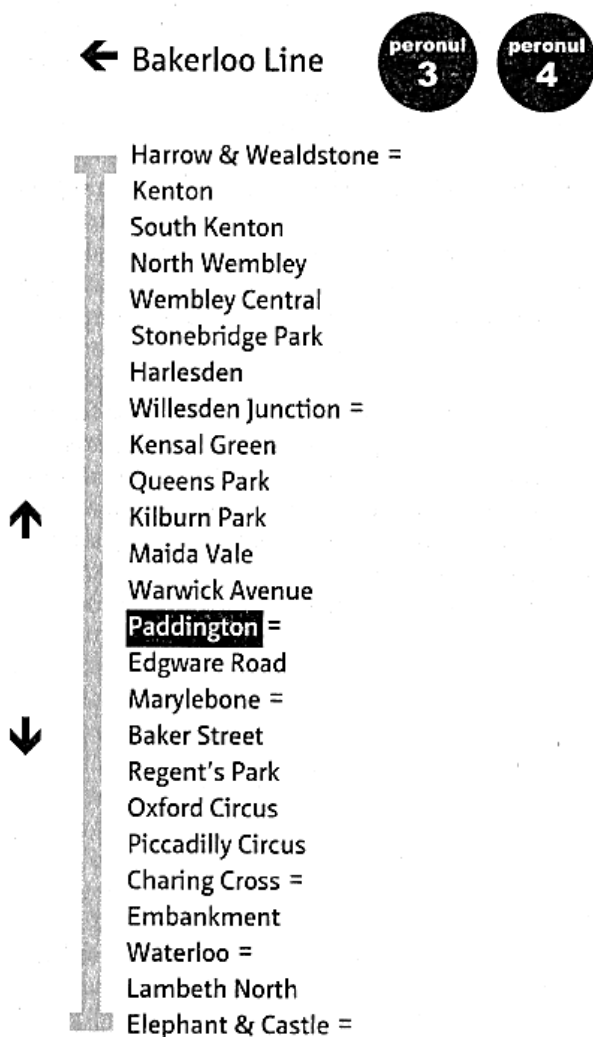 ← Bakerloo Line
peronul
3
peronul
4
Harrow & Wealdstone =
Kenton
South Kenton
North Wembley
Wembley Central
Stonebridge Park
Harlesden
Willesden Junction =
Kensal Green
Queens Park
Kilburn Park
Maida Vale
Warwick Avenue
Paddington =
Edgware Road
Marylebone =
Baker Street
Regent's Park
Oxford Circus
Piccadilly Circus
Charing Cross =
Embankment
Waterloo =
Lambeth North
Elephant & Castle =